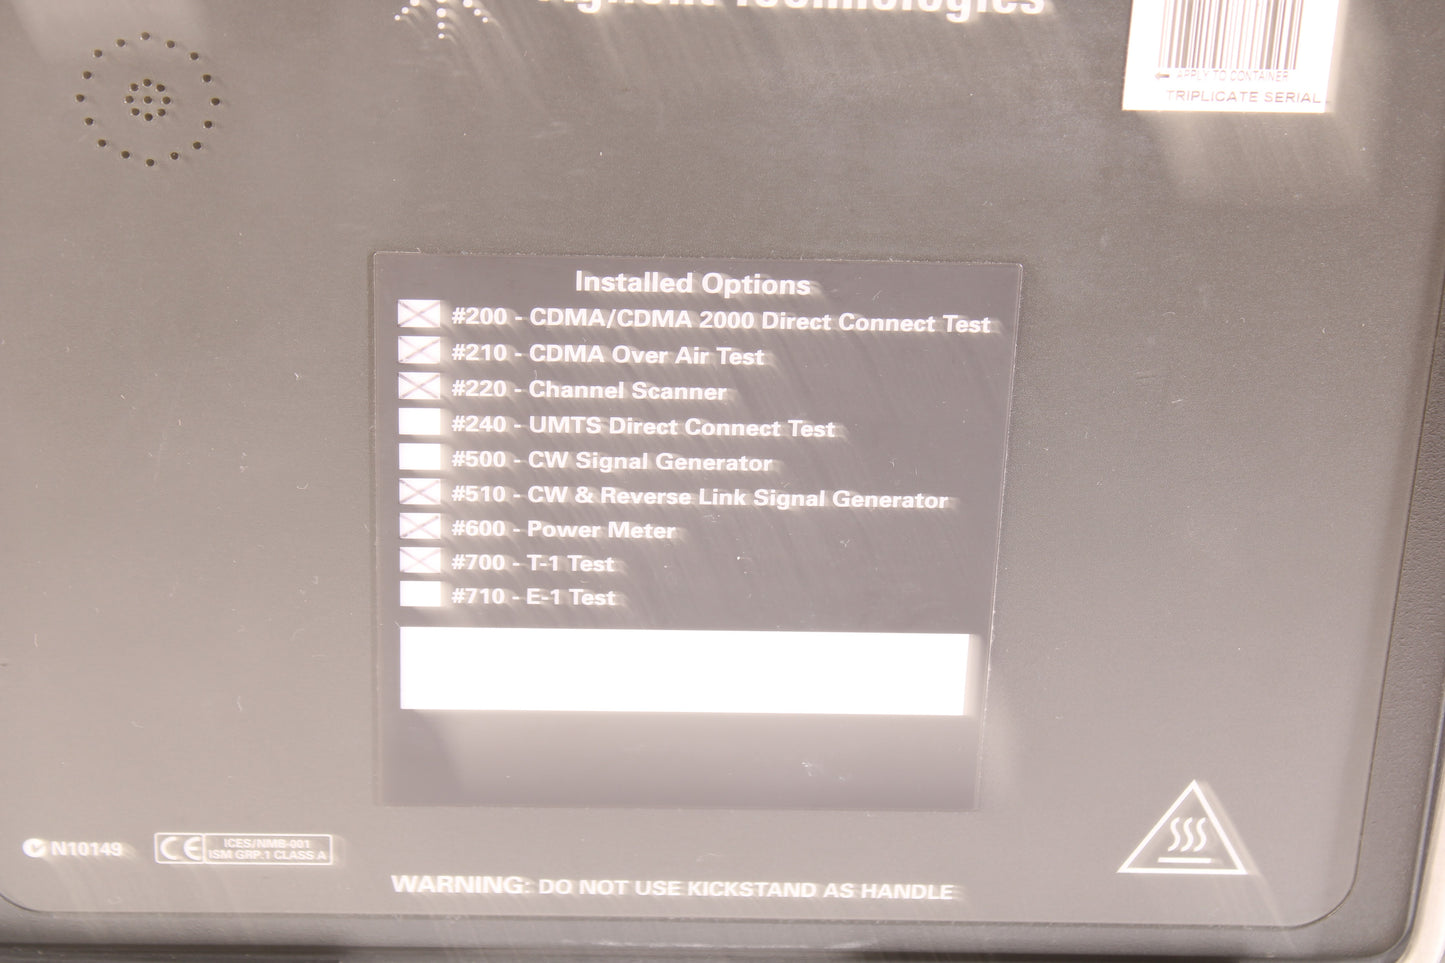 Agilent Technologies
APPLY TO CONTAINER
TRIPLICATE SERIAL
Installed Options
#200 - CDMA/CDMA 2000 Direct Connect Test
#210 - CDMA Over Air Test
#220 - Channel Scanner
#240 - UMTS Direct Connect Test
#500 - CW Signal Generator
#510 - CW & Reverse Link Signal Generator
#600 - Power Meter
#700 - T-1 Test
#710 - E-1 Test
N10149
CE ICES/NMB-001
ISM GRP.1 CLASS A
WARNING: DO NOT USE KICKSTAND AS HANDLE